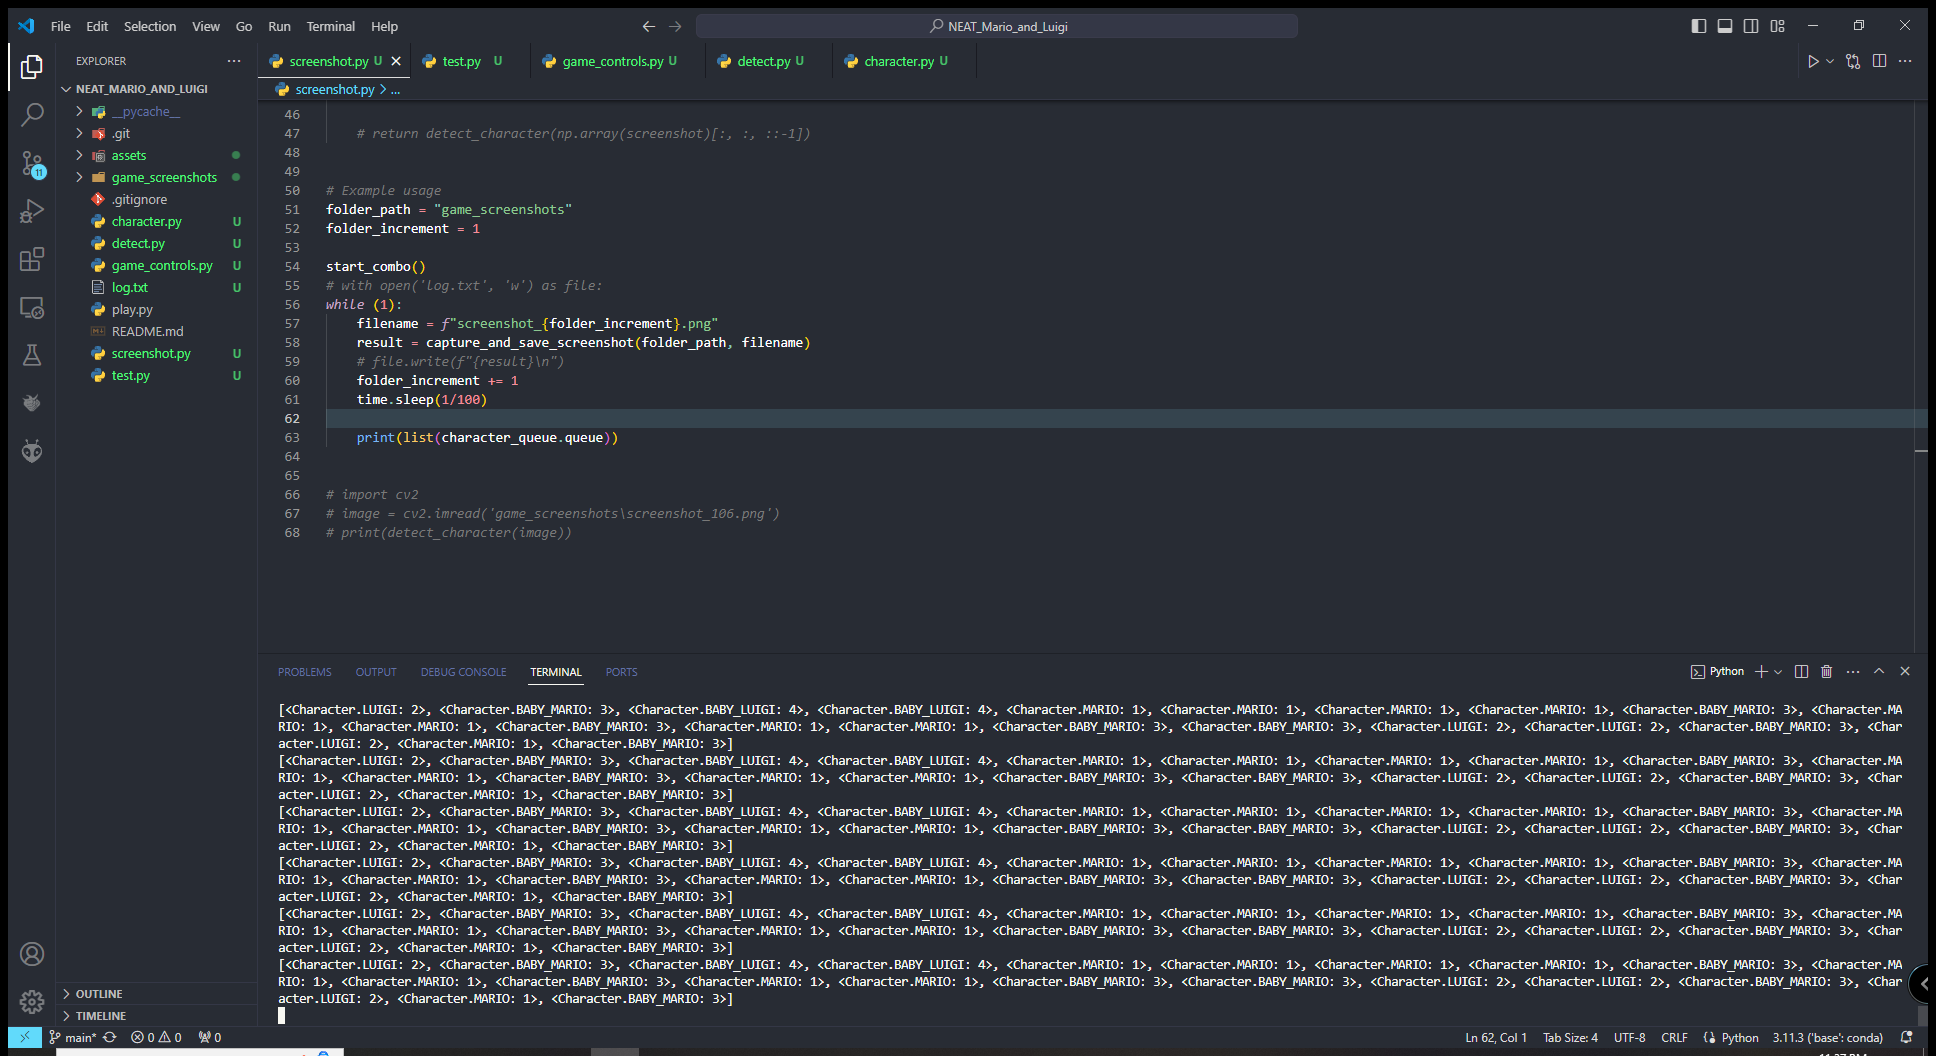 File Edit Selection View Go Run Terminal Help
NEAT_Mario_and_Luigi
EXPLORER
screenshot.py U
test.py U
game_controls.py U
detect.py U
character.py U
NEAT_MARIO_AND_LUIGI
screenshot.py > ...
__pycache__
.git
assets
game_screenshots
.gitignore
character.py U
detect.py U
game_controls.py U
log.txt U
play.py
README.md
screenshot.py U
test.py U
11
46
47 # return detect_character(np.array(screenshot)[:, :, ::-1])
48
49
50 # Example usage
51 folder_path = "game_screenshots"
52 folder_increment = 1
53
54 start_combo()
55 # with open('log.txt', 'w') as file:
56 while (1):
57 filename = f"screenshot_{folder_increment}.png"
58 result = capture_and_save_screenshot(folder_path, filename)
59 # file.write(f"{result}\n")
60 folder_increment += 1
61 time.sleep(1/100)
62
63 print(list(character_queue.queue))
64
65
66 # import cv2
67 # image = cv2.imread('game_screenshots\screenshot_106.png')
68 # print(detect_character(image))
PROBLEMS OUTPUT DEBUG CONSOLE TERMINAL PORTS
Python
[<Character.LUIGI: 2>, <Character.BABY_MARIO: 3>, <Character.BABY_LUIGI: 4>, <Character.BABY_LUIGI: 4>, <Character.MARIO: 1>, <Character.MARIO: 1>, <Character.MARIO: 1>, <Character.MARIO: 1>, <Character.BABY_MARIO: 3>, <Character.MA
RIO: 1>, <Character.MARIO: 1>, <Character.BABY_MARIO: 3>, <Character.MARIO: 1>, <Character.MARIO: 1>, <Character.BABY_MARIO: 3>, <Character.BABY_MARIO: 3>, <Character.LUIGI: 2>, <Character.LUIGI: 2>, <Character.BABY_MARIO: 3>, <Char
acter.LUIGI: 2>, <Character.MARIO: 1>, <Character.BABY_MARIO: 3>]
[<Character.LUIGI: 2>, <Character.BABY_MARIO: 3>, <Character.BABY_LUIGI: 4>, <Character.BABY_LUIGI: 4>, <Character.MARIO: 1>, <Character.MARIO: 1>, <Character.MARIO: 1>, <Character.MARIO: 1>, <Character.BABY_MARIO: 3>, <Character.MA
RIO: 1>, <Character.MARIO: 1>, <Character.BABY_MARIO: 3>, <Character.MARIO: 1>, <Character.MARIO: 1>, <Character.BABY_MARIO: 3>, <Character.BABY_MARIO: 3>, <Character.LUIGI: 2>, <Character.LUIGI: 2>, <Character.BABY_MARIO: 3>, <Char
acter.LUIGI: 2>, <Character.MARIO: 1>, <Character.BABY_MARIO: 3>]
[<Character.LUIGI: 2>, <Character.BABY_MARIO: 3>, <Character.BABY_LUIGI: 4>, <Character.BABY_LUIGI: 4>, <Character.MARIO: 1>, <Character.MARIO: 1>, <Character.MARIO: 1>, <Character.MARIO: 1>, <Character.BABY_MARIO: 3>, <Character.MA
RIO: 1>, <Character.MARIO: 1>, <Character.BABY_MARIO: 3>, <Character.MARIO: 1>, <Character.MARIO: 1>, <Character.BABY_MARIO: 3>, <Character.BABY_MARIO: 3>, <Character.LUIGI: 2>, <Character.LUIGI: 2>, <Character.BABY_MARIO: 3>, <Char
acter.LUIGI: 2>, <Character.MARIO: 1>, <Character.BABY_MARIO: 3>]
[<Character.LUIGI: 2>, <Character.BABY_MARIO: 3>, <Character.BABY_LUIGI: 4>, <Character.BABY_LUIGI: 4>, <Character.MARIO: 1>, <Character.MARIO: 1>, <Character.MARIO: 1>, <Character.MARIO: 1>, <Character.BABY_MARIO: 3>, <Character.MA
RIO: 1>, <Character.MARIO: 1>, <Character.BABY_MARIO: 3>, <Character.MARIO: 1>, <Character.MARIO: 1>, <Character.BABY_MARIO: 3>, <Character.BABY_MARIO: 3>, <Character.LUIGI: 2>, <Character.LUIGI: 2>, <Character.BABY_MARIO: 3>, <Char
acter.LUIGI: 2>, <Character.MARIO: 1>, <Character.BABY_MARIO: 3>]
[<Character.LUIGI: 2>, <Character.BABY_MARIO: 3>, <Character.BABY_LUIGI: 4>, <Character.BABY_LUIGI: 4>, <Character.MARIO: 1>, <Character.MARIO: 1>, <Character.MARIO: 1>, <Character.MARIO: 1>, <Character.BABY_MARIO: 3>, <Character.MA
RIO: 1>, <Character.MARIO: 1>, <Character.BABY_MARIO: 3>, <Character.MARIO: 1>, <Character.MARIO: 1>, <Character.BABY_MARIO: 3>, <Character.BABY_MARIO: 3>, <Character.LUIGI: 2>, <Character.LUIGI: 2>, <Character.BABY_MARIO: 3>, <Char
acter.LUIGI: 2>, <Character.MARIO: 1>, <Character.BABY_MARIO: 3>]
[<Character.LUIGI: 2>, <Character.BABY_MARIO: 3>, <Character.BABY_LUIGI: 4>, <Character.BABY_LUIGI: 4>, <Character.MARIO: 1>, <Character.MARIO: 1>, <Character.MARIO: 1>, <Character.MARIO: 1>, <Character.BABY_MARIO: 3>, <Character.MA
RIO: 1>, <Character.MARIO: 1>, <Character.BABY_MARIO: 3>, <Character.MARIO: 1>, <Character.MARIO: 1>, <Character.BABY_MARIO: 3>, <Character.BABY_MARIO: 3>, <Character.LUIGI: 2>, <Character.LUIGI: 2>, <Character.BABY_MARIO: 3>, <Char
acter.LUIGI: 2>, <Character.MARIO: 1>, <Character.BABY_MARIO: 3>]
OUTLINE
TIMELINE
main* 0 0 0
Ln 62, Col 1 Tab Size: 4 UTF-8 CRLF Python 3.11.3 ('base': conda)